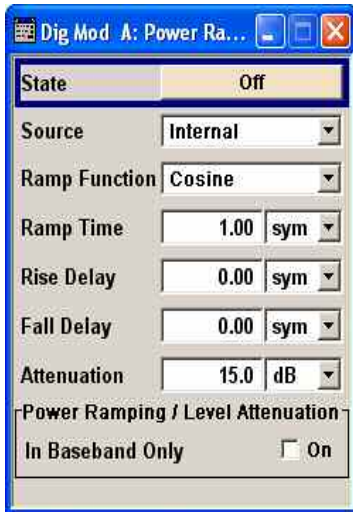 Dig Mod A: Power Ra...
State Off
Source Internal
Ramp Function Cosine
Ramp Time 1.00 sym
Rise Delay 0.00 sym
Fall Delay 0.00 sym
Attenuation 15.0 dB
Power Ramping / Level Attenuation
In Baseband Only On